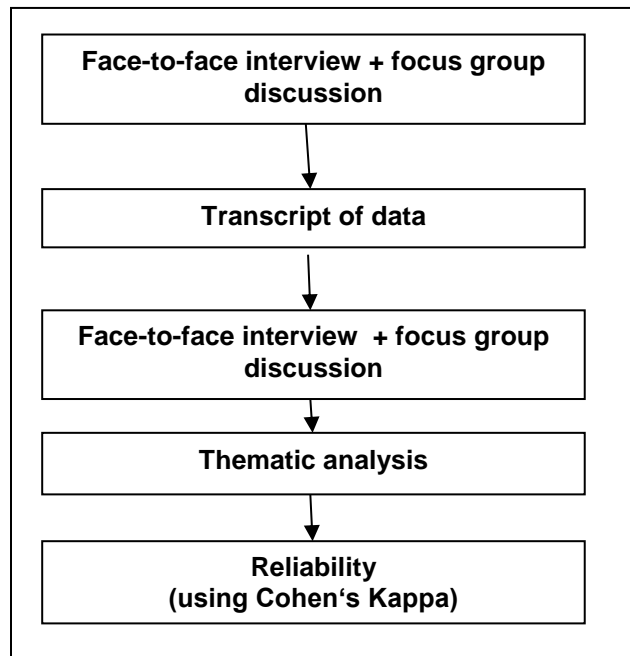 Face-to-face interview + focus group
discussion
Transcript of data
Face-to-face interview + focus group
discussion
Thematic analysis
Reliability
(using Cohen‘s Kappa)